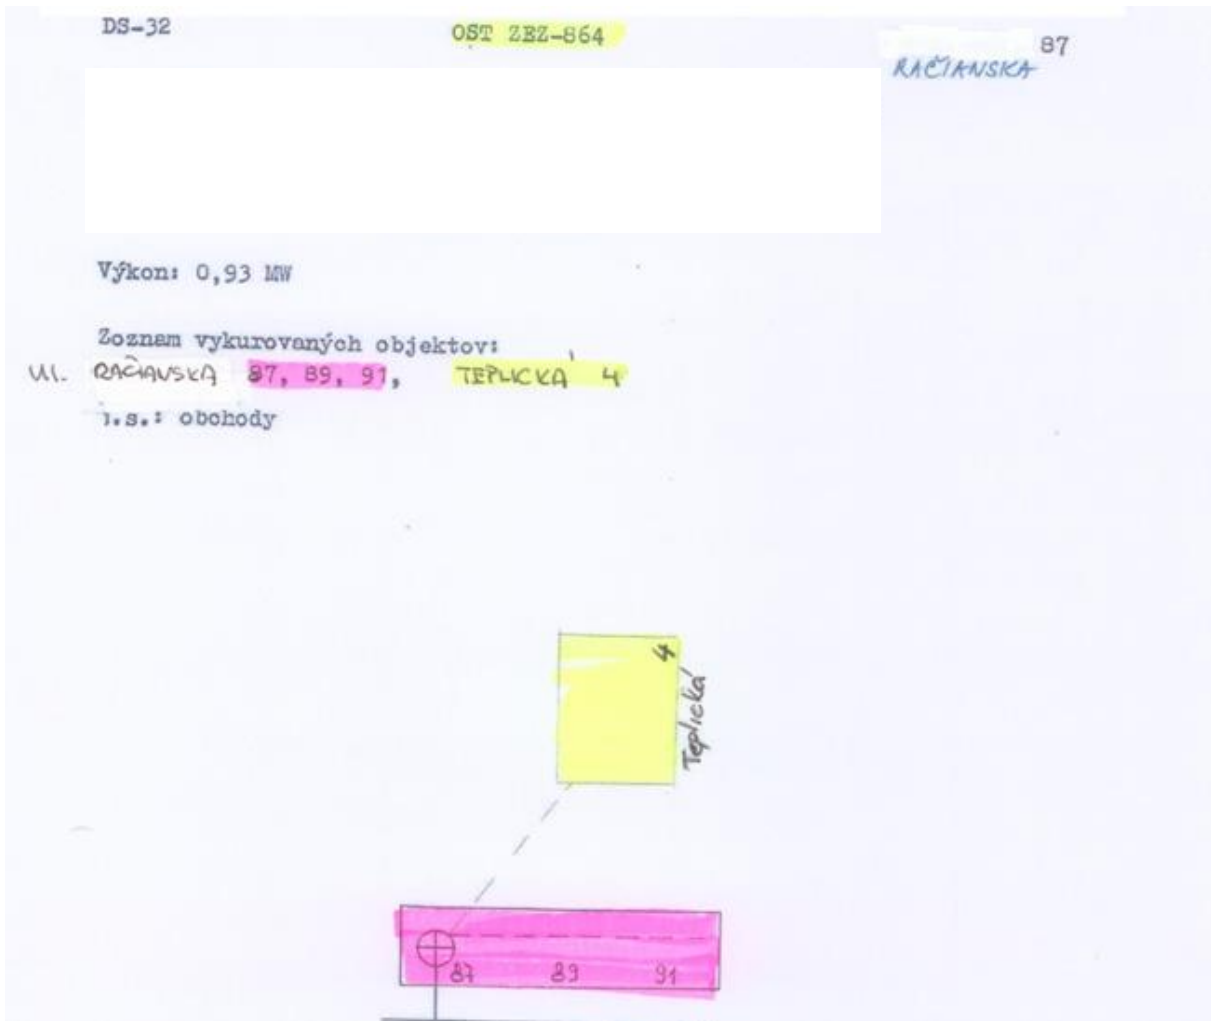 DS-32 OST ZBZ-864 87
RAČIANSKA
Výkon: 0,93 MW
Zoznam vykurovaných objektov:
Ul. RAČIANSKA 87, 89, 91, TEPLICKÁ 4
n.s.: obchody
4
Teplická
87 89 91